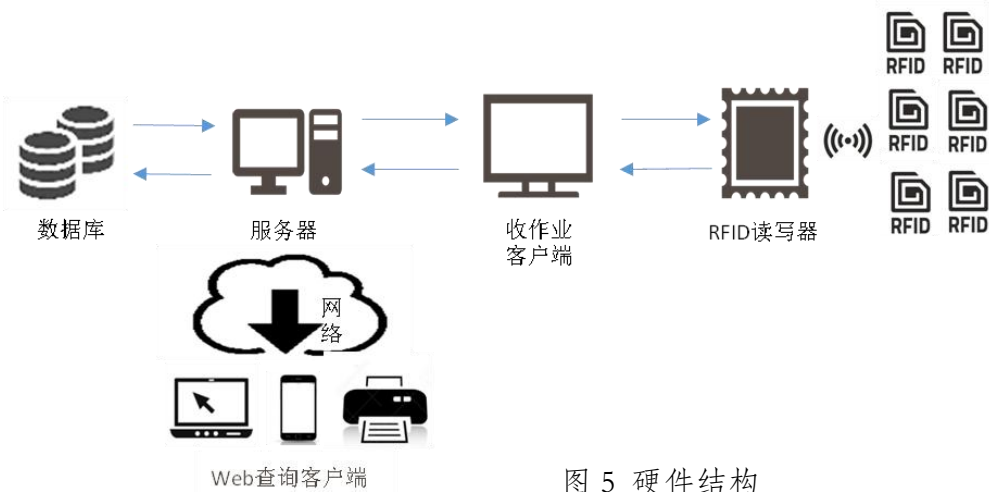 RFID RFID
RFID RFID
RFID RFID
数据库
服务器
收作业
客户端
RFID读写器
网
络
Web查询客户端
图5 硬件结构